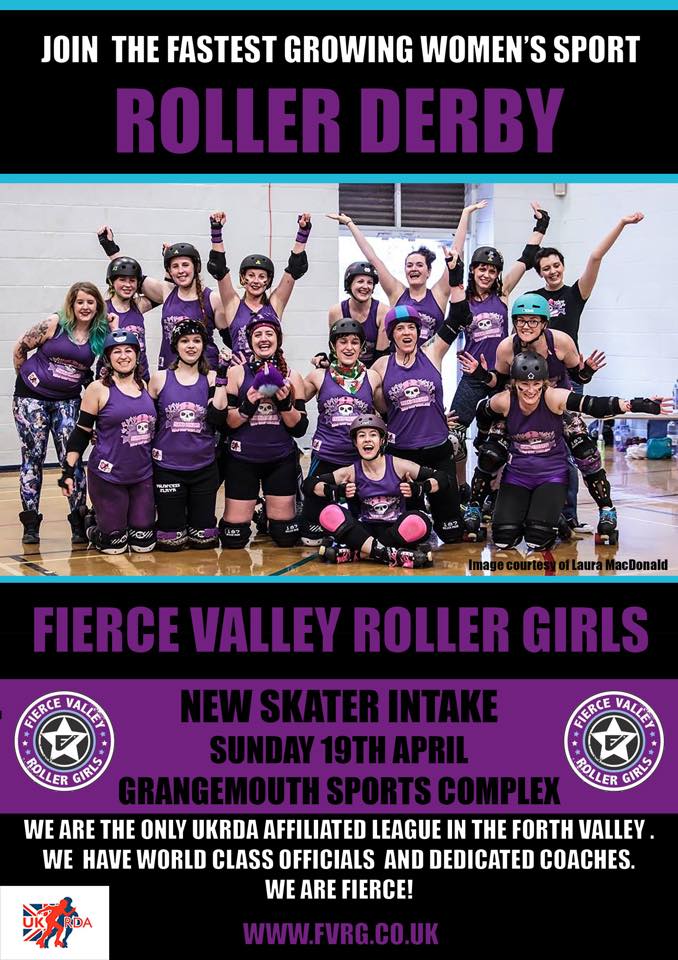 JOIN THE FASTEST GROWING WOMEN'S SPORT
ROLLER DERBY
Image courtesy of Laura MacDonald
FIERCE VALLEY ROLLER GIRLS
NEW SKATER INTAKE
SUNDAY 19TH APRIL
GRANGEMOUTH SPORTS COMPLEX
FIERCE VALLEY
ROLLER GIRLS
FIERCE VALLEY
ROLLER GIRLS
WE ARE THE ONLY UKRDA AFFILIATED LEAGUE IN THE FORTH VALLEY .
WE HAVE WORLD CLASS OFFICIALS AND DEDICATED COACHES.
WE ARE FIERCE!
UK RDA
WWW.FVRG.CO.UK